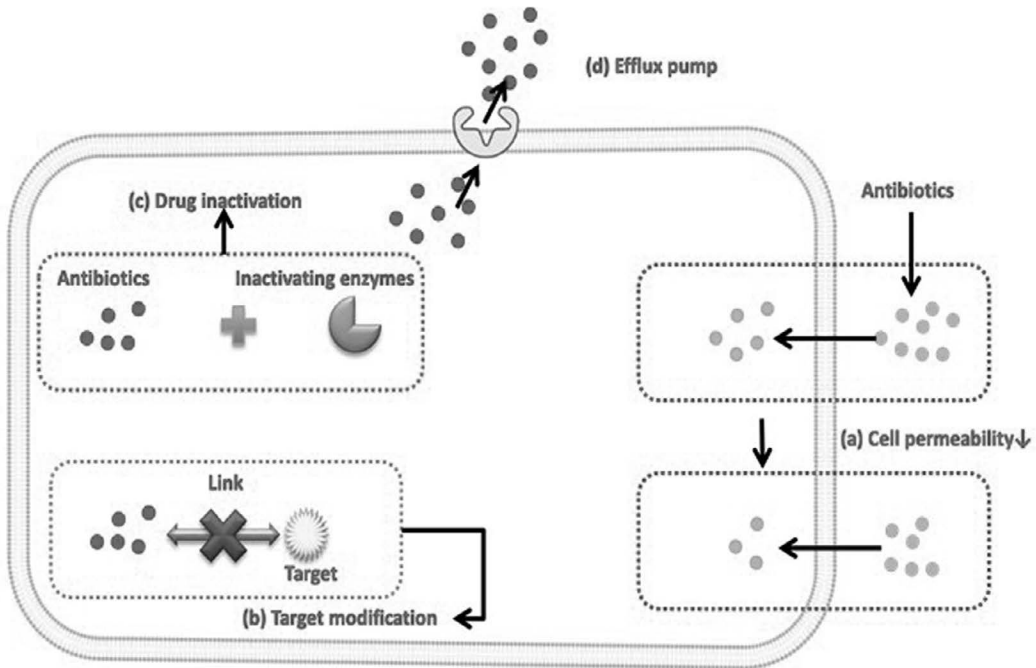 (d) Efflux pump
(c) Drug inactivation
Antibiotics
Antibiotics
Inactivating enzymes
(a) Cell permeability↓
Link
Target
(b) Target modification